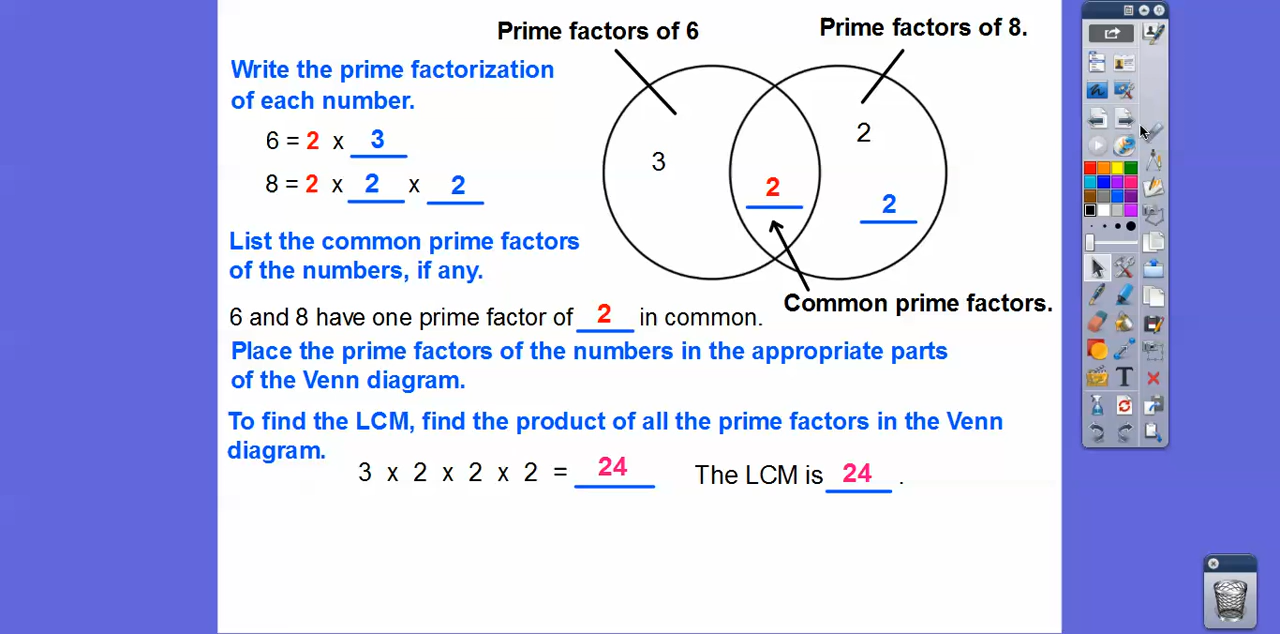 Prime factors of 6
Prime factors of 8.
Write the prime factorization
of each number.
6 = 2 x 3
8 = 2 x 2 x 2
3
2
2
2
List the common prime factors
of the numbers, if any.
Common prime factors.
6 and 8 have one prime factor of 2 in common.
Place the prime factors of the numbers in the appropriate parts
of the Venn diagram.
To find the LCM, find the product of all the prime factors in the Venn
diagram.
3 x 2 x 2 x 2 = 24 The LCM is 24 .
T